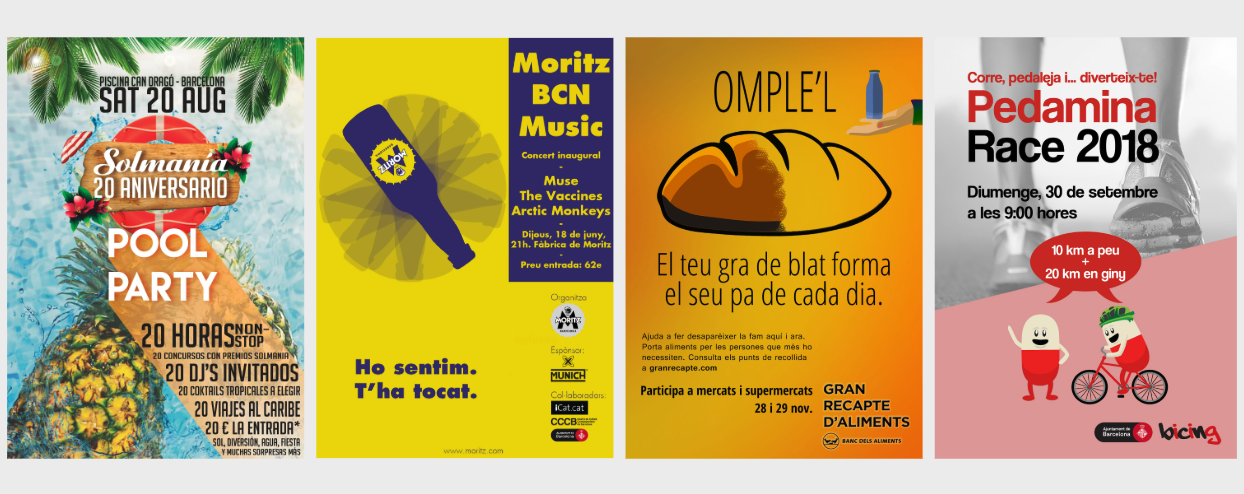 PISCINA CAN DRAGÓ - BARCELONA
SAT 20 AUG
Solmanía
20 ANIVERSARIO
POOL
PARTY
20 HORAS NON-STOP
20 CONCURSOS CON PREMIOS SOLMANIA
20 DJ'S INVITADOS
20 COKTAILS TROPICALES A ELEGIR
20 VIAJES AL CARIBE
20 € LA ENTRADA*
SOL, DIVERSIÓN, AGUA, FIESTA
Y MUCHAS SORPRESAS MÁS
Moritz
BCN
Music
Concert inaugural
-
Muse
The Vaccines
Arctic Monkeys
Dijous, 18 de juny,
21h. Fàbrica de Moritz
-
Preu entrada: 62e
MORITZ
Ho sentim.
T'ha tocat.
Organitza
MORITZ
Espònsor:
MUNICH
Col·laboradors:
iCat.cat
CCCB
Ajuntament de
Barcelona
www.moritz.com
OMPLE'L
El teu gra de blat forma
el seu pa de cada dia.
Ajuda a fer desaparèixer la fam aquí i ara.
Porta aliments per les persones que més ho
necessiten. Consulta els punts de recollida
a granrecapte.com
Participa a mercats i supermercats
28 i 29 nov.
GRAN
RECAPTE
D'ALIMENTS
BANC DELS ALIMENTS
Corre, pedaleja i... diverteix-te!
Pedamina
Race 2018
Diumenge, 30 de setembre
a les 9:00 hores
10 km a peu
+
20 km en giny
Ajuntament de
Barcelona
bicing